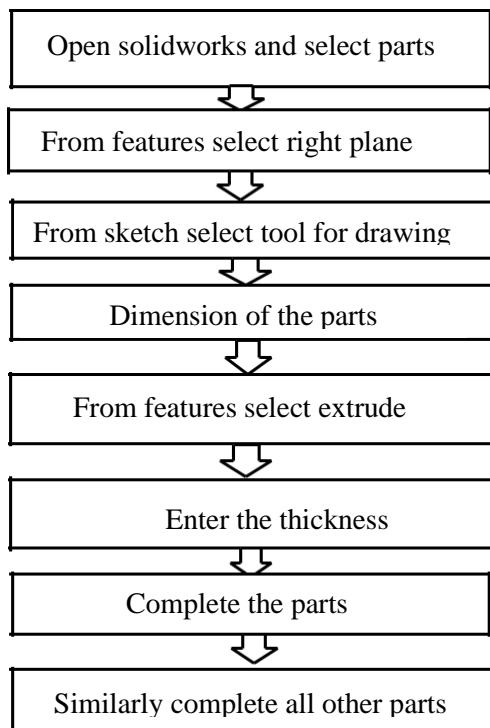 Open solidworks and select parts
From features select right plane
From sketch select tool for drawing
Dimension of the parts
From features select extrude
Enter the thickness
Complete the parts
Similarly complete all other parts